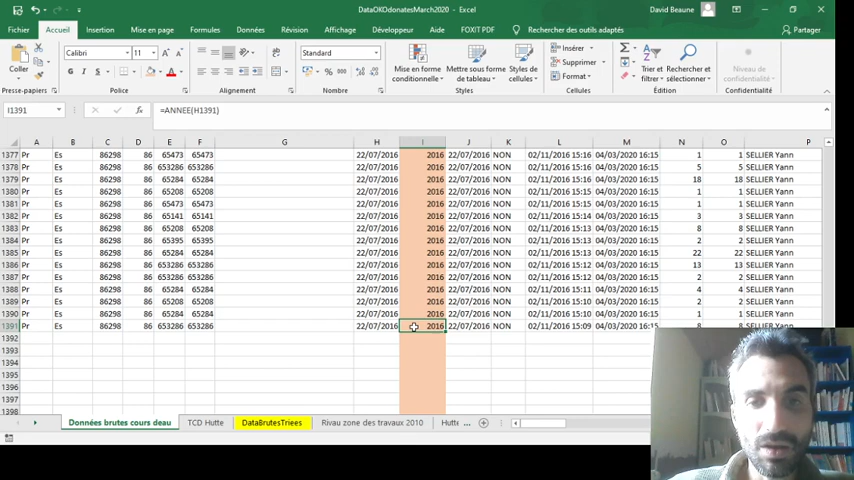 DataOKOdonatesMarch2020 - Excel
David Beaune
Fichier Accueil Insertion Mise en page Formules Données Révision Affichage Développeur Aide FOXIT PDF Rechercher des outils adaptés Partager
Coller
Calibri 11
Standard
Mise en forme conditionnelle
Mettre sous forme de tableau
Styles de cellules
Insérer
Supprimer
Format
Trier et filtrer
Rechercher et sélectionner
Niveau de confidentialité
Presse-papiers Police Alignement Nombre Styles Cellules Édition Confidentialité
I1391 =ANNEE(H1391)
A B C D E F G H I J K L M N O P
1377 Pr Es 86298 86 65473 65473 22/07/2016 2016 22/07/2016 NON 02/11/2016 15:16 04/03/2020 16:15 1 1 SELLIER Yann
1378 Pr Es 86298 86 653286 653286 22/07/2016 2016 22/07/2016 NON 02/11/2016 15:16 04/03/2020 16:15 5 5 SELLIER Yann
1379 Pr Es 86298 86 65284 65284 22/07/2016 2016 22/07/2016 NON 02/11/2016 15:16 04/03/2020 16:15 18 18 SELLIER Yann
1380 Pr Es 86298 86 65208 65208 22/07/2016 2016 22/07/2016 NON 02/11/2016 15:15 04/03/2020 16:15 1 1 SELLIER Yann
1381 Pr Es 86298 86 65473 65473 22/07/2016 2016 22/07/2016 NON 02/11/2016 15:14 04/03/2020 16:15 1 1 SELLIER Yann
1382 Pr Es 86298 86 65141 65141 22/07/2016 2016 22/07/2016 NON 02/11/2016 15:14 04/03/2020 16:15 3 3 SELLIER Yann
1383 Pr Es 86298 86 65208 65208 22/07/2016 2016 22/07/2016 NON 02/11/2016 15:13 04/03/2020 16:15 8 8 SELLIER Yann
1384 Pr Es 86298 86 65395 65395 22/07/2016 2016 22/07/2016 NON 02/11/2016 15:13 04/03/2020 16:15 2 2 SELLIER Yann
1385 Pr Es 86298 86 65284 65284 22/07/2016 2016 22/07/2016 NON 02/11/2016 15:13 04/03/2020 16:15 22 22 SELLIER Yann
1386 Pr Es 86298 86 653286 653286 22/07/2016 2016 22/07/2016 NON 02/11/2016 15:12 04/03/2020 16:15 13 13 SELLIER Yann
1387 Pr Es 86298 86 653286 653286 22/07/2016 2016 22/07/2016 NON 02/11/2016 15:12 04/03/2020 16:15 2 2 SELLIER Yann
1388 Pr Es 86298 86 65284 65284 22/07/2016 2016 22/07/2016 NON 02/11/2016 15:11 04/03/2020 16:15 4 4 SELLIER Yann
1389 Pr Es 86298 86 65208 65208 22/07/2016 2016 22/07/2016 NON 02/11/2016 15:10 04/03/2020 16:15 2 2 SELLIER Yann
1390 Pr Es 86298 86 65284 65284 22/07/2016 2016 22/07/2016 NON 02/11/2016 15:10 04/03/2020 16:15 1 1 SELLIER Yann
1391 Pr Es 86298 86 653286 653286 22/07/2016 2016 22/07/2016 NON 02/11/2016 15:09 04/03/2020 16:15 8 8 SELLIER Yann
1392
1393
1394
1395
1396
1397
1398
Données brutes cours deau TCD Hutte DataBrutesTriees Rivau zone des travaux 2010 Hutte ...